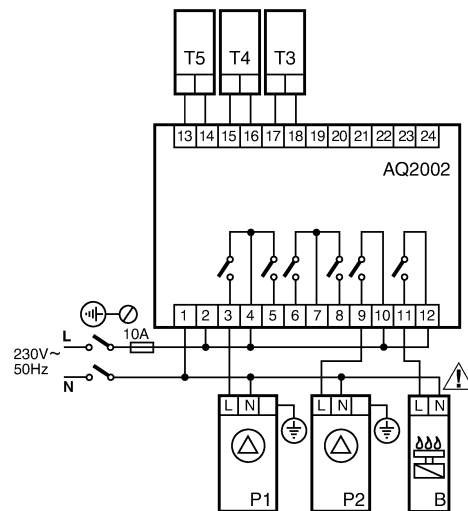 T5 T4 T3
13 14 15 16 17 18 19 20 21 22 23 24
AQ2002
1 2 3 4 5 6 7 8 9 10 11 12
L 10A
230V~
50Hz
N
L N L N L N
P1 P2 B